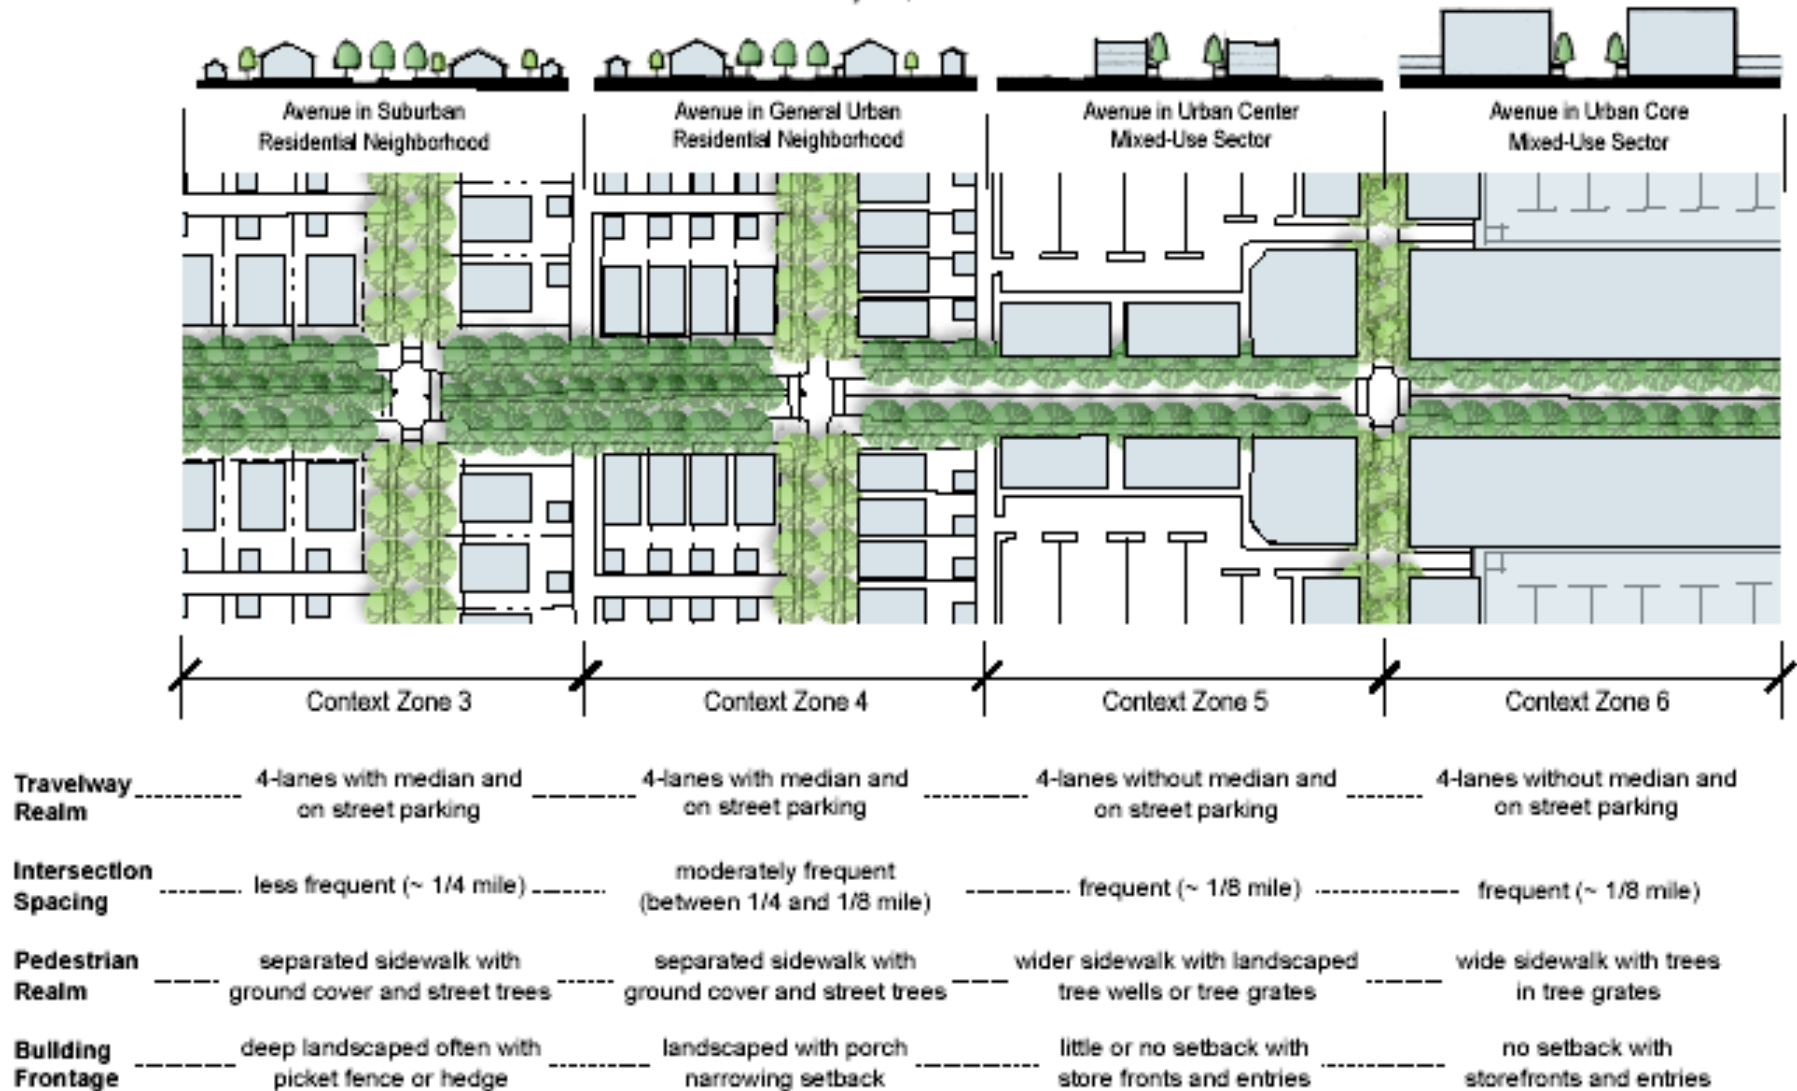 Avenue in Suburban
Residential Neighborhood
Avenue in General Urban
Residential Neighborhood
Avenue in Urban Center
Mixed-Use Sector
Avenue in Urban Core
Mixed-Use Sector
Context Zone 3
Context Zone 4
Context Zone 5
Context Zone 6
Travelway
Realm
4-lanes with median and
on street parking
4-lanes with median and
on street parking
4-lanes without median and
on street parking
4-lanes without median and
on street parking
Intersection
Spacing
less frequent (~ 1/4 mile)
moderately frequent
(between 1/4 and 1/8 mile)
frequent (~ 1/8 mile)
frequent (~ 1/8 mile)
Pedestrian
Realm
separated sidewalk with
ground cover and street trees
separated sidewalk with
ground cover and street trees
wider sidewalk with landscaped
tree wells or tree grates
wide sidewalk with trees
in tree grates
Building
Frontage
deep landscaped often with
picket fence or hedge
landscaped with porch
narrowing setback
little or no setback with
store fronts and entries
no setback with
storefronts and entries